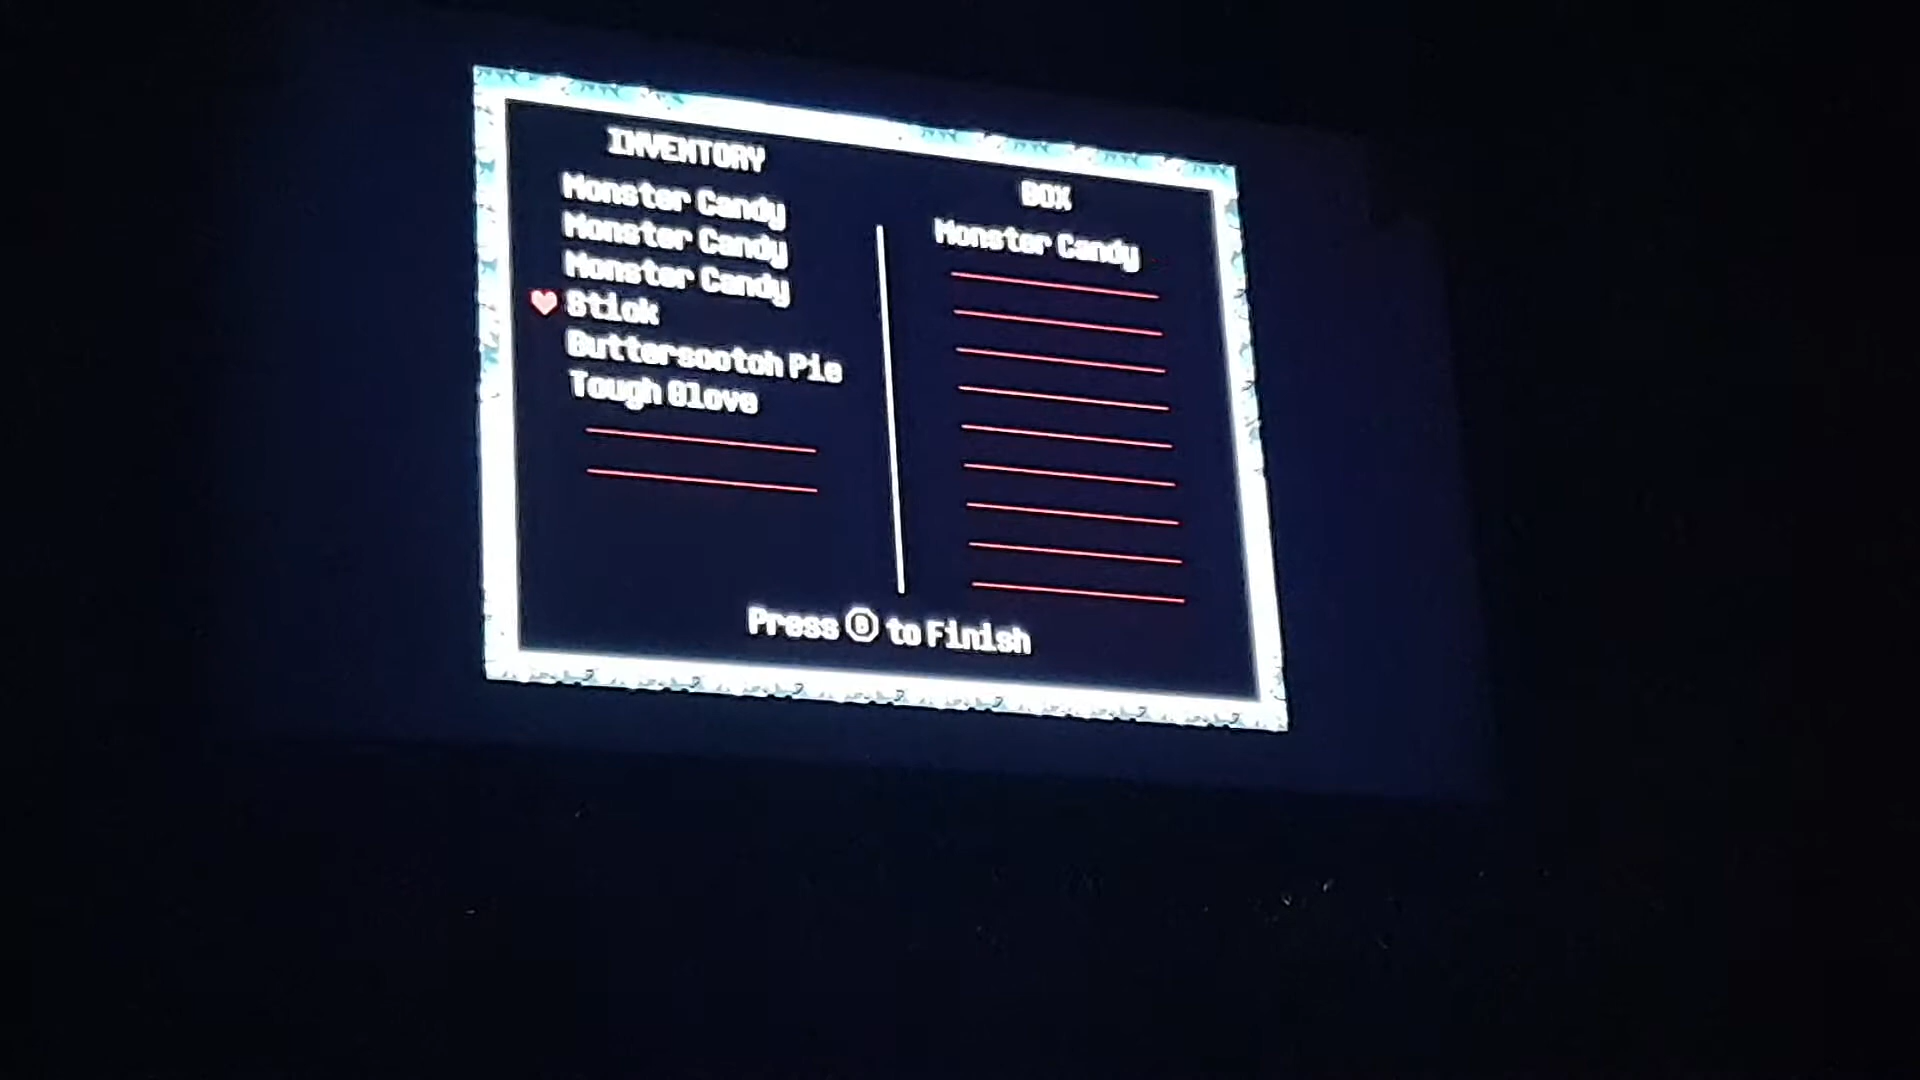 INVENTORY
Monster Candy
Monster Candy
Monster Candy
Stick
Butterscotch Pie
Tough Glove
BOX
Monster Candy
Press B to Finish